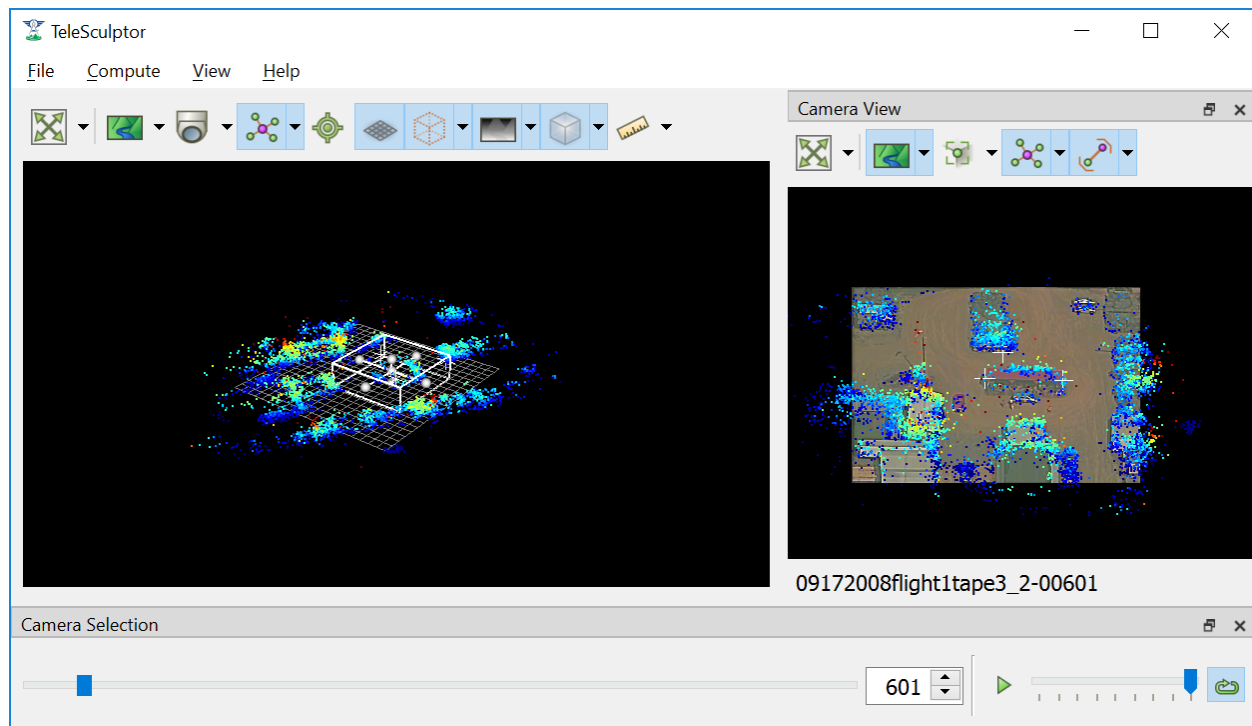 TeleSculptor
File Compute View Help
Camera View
09172008flight1tape3_2-00601
Camera Selection
601